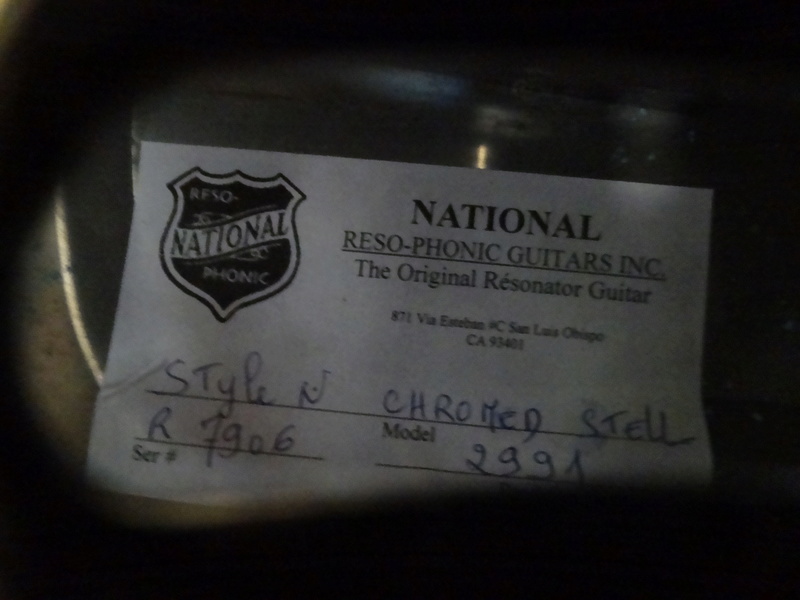 RESO-
NATIONAL
PHONIC
NATIONAL
RESO-PHONIC GUITARS INC.
The Original Résonator Guitar
871 Via Esteban #C San Luis Obispo
CA 93401
STyle N CHROMED STELL
R 7906 Model
Ser # 2991